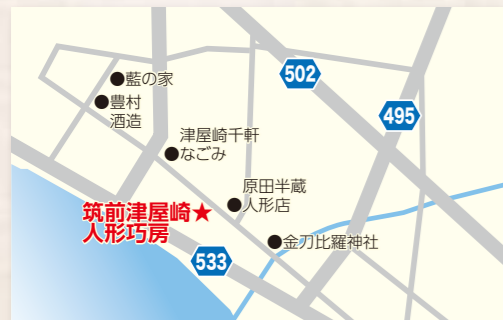 502
藍の家
495
豊村
酒造
津屋崎千軒
なごみ
原田半蔵
人形店
筑前津屋崎★
人形巧房
金刀比羅神社
533